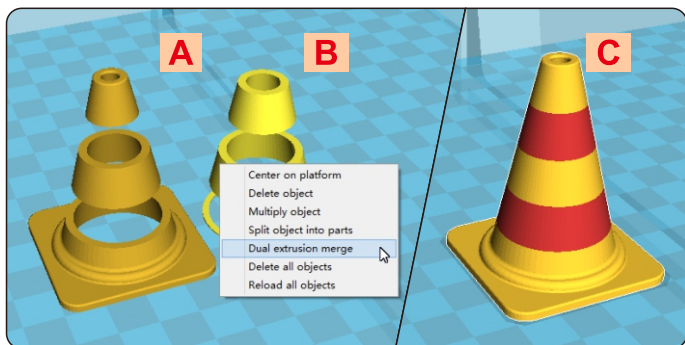 A
B
C
Center on platform
Delete object
Multiply object
Split object into parts
Dual extrusion merge
Delete all objects
Reload all objects